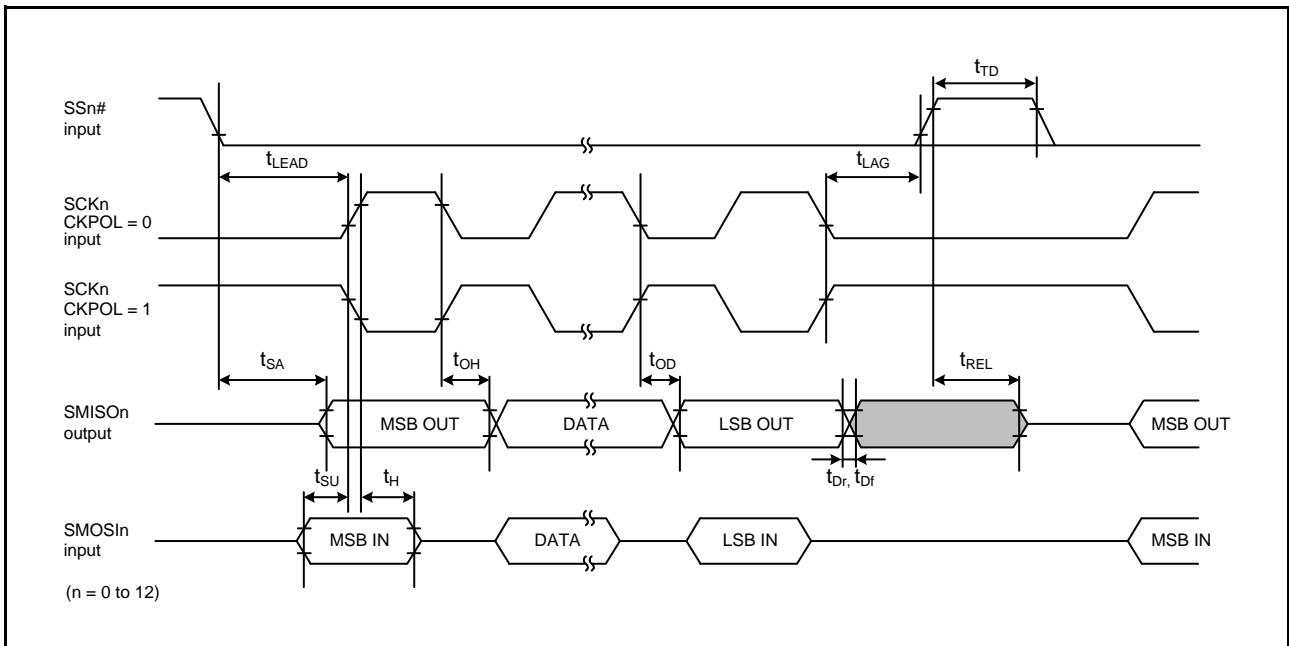 SSn#
input
tTD
tLEAD
tLAG
SCKn
CKPOL = 0
input
SCKn
CKPOL = 1
input
tSA
tOH
tOD
tREL
SMISOn
output
MSB OUT
DATA
LSB OUT
MSB OUT
tSU
tH
tDr, tDf
SMOSIn
input
MSB IN
DATA
LSB IN
MSB IN
(n = 0 to 12)